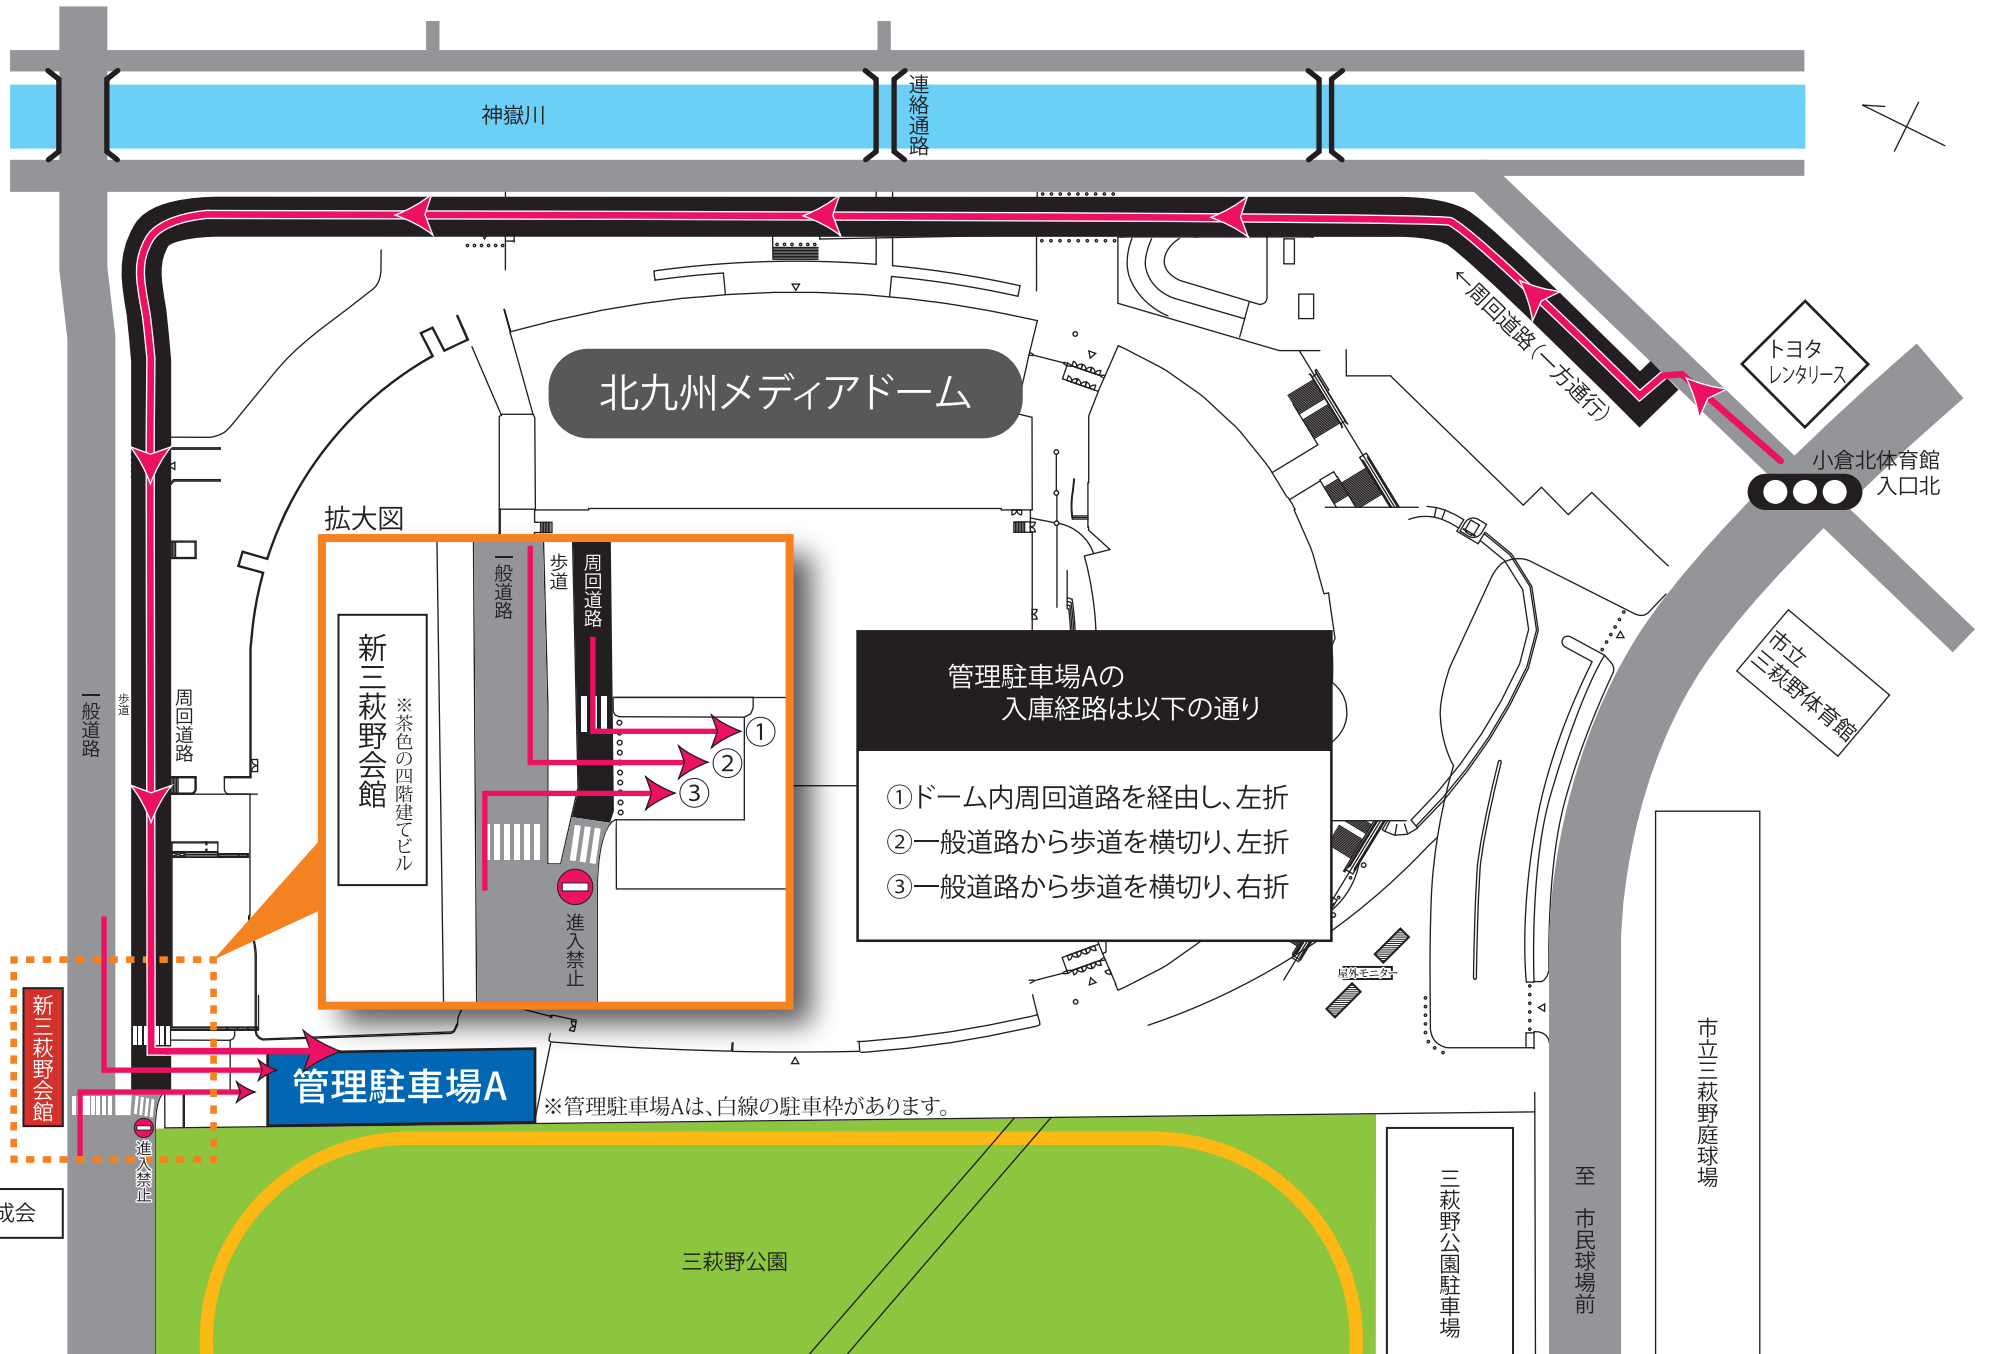 神嶽川
連絡通路
←周回道路(一方通行)
トヨタ
レンタリース
小倉北体育館
入口北
北九州メディアドーム
拡大図
一般道路
歩道
周回道路
新三萩野会館
※茶色の四階建てビル
①
②
③
進入禁止
管理駐車場Aの
入庫経路は以下の通り
①ドーム内周回道路を経由し、左折
②一般道路から歩道を横切り、左折
③一般道路から歩道を横切り、右折
市立
三萩野体育館
一般道路
歩道
周回道路
屋外モニター
新三萩野会館
管理駐車場A
※管理駐車場Aは、白線の駐車枠があります。
進入禁止
成会
三萩野公園
三萩野公園駐車場
至 市民球場前
市立三萩野庭球場